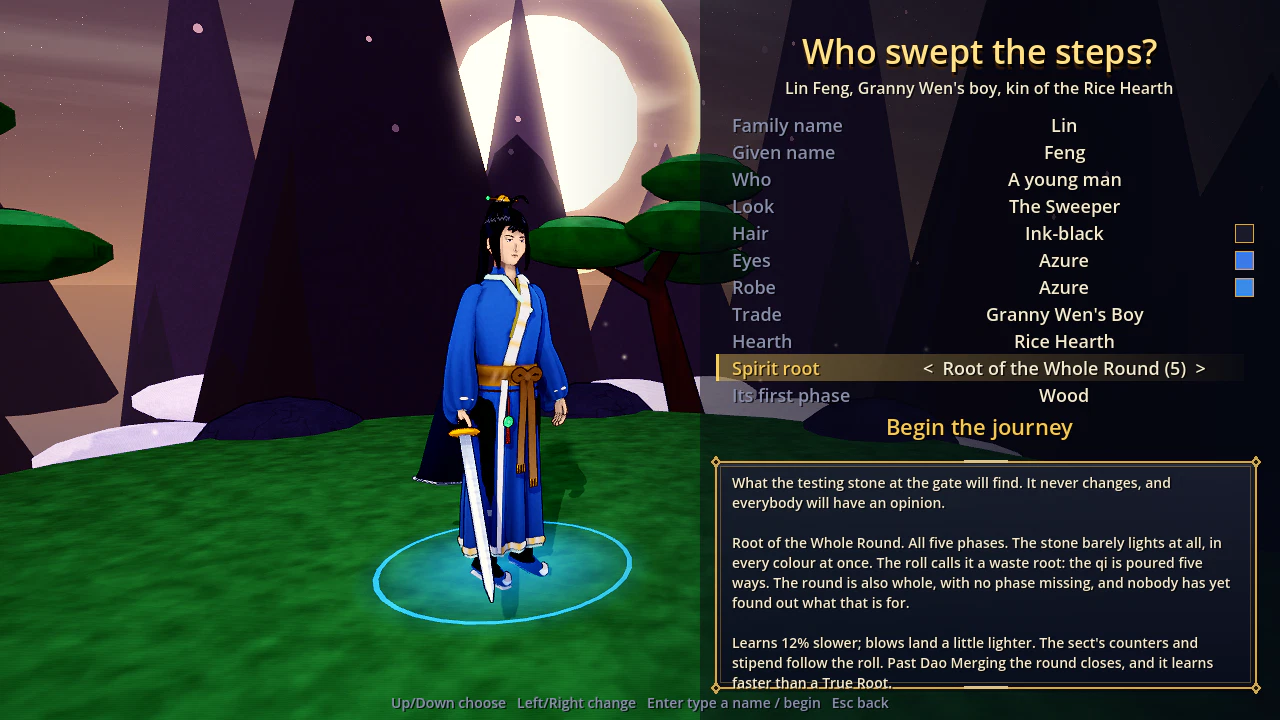 Who swept the steps?
Lin Feng, Granny Wen's boy, kin of the Rice Hearth
Family name Lin
Given name Feng
Who A young man
Look The Sweeper
Hair Ink-black
Eyes Azure
Robe Azure
Trade Granny Wen's Boy
Hearth Rice Hearth
Spirit root < Root of the Whole Round (5) >
Its first phase Wood
Begin the journey
What the testing stone at the gate will find. It never changes, and
everybody will have an opinion.
Root of the Whole Round. All five phases. The stone barely lights at all, in
every colour at once. The roll calls it a waste root: the qi is poured five
ways. The round is also whole, with no phase missing, and nobody has yet
found out what that is for.
Learns 12% slower; blows land a little lighter. The sect's counters and
stipend follow the roll. Past Dao Merging the round closes, and it learns
faster than a True Root.
Up/Down choose Left/Right change Enter type a name / begin Esc back